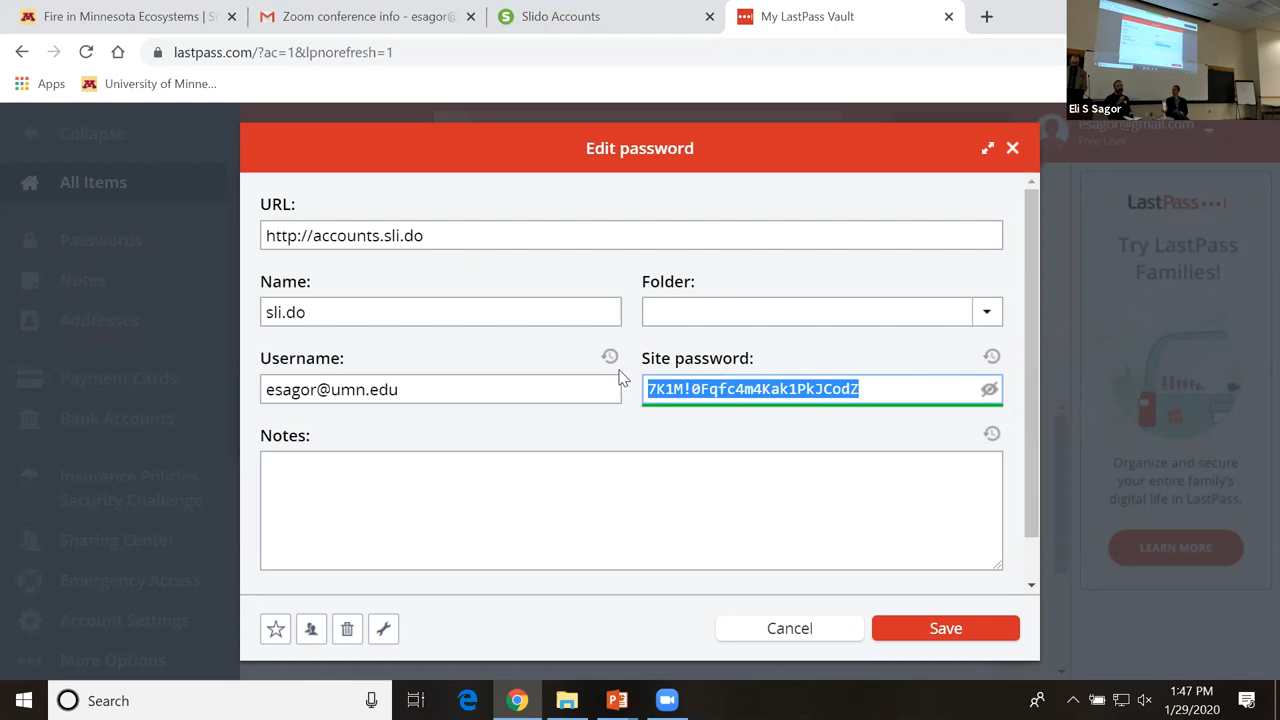 Fire in Minnesota Ecosystems | S
Zoom conference info - esagor@
Slido Accounts
My LastPass Vault
lastpass.com/?ac=1&lpnorefresh=1
Apps
University of Minne...
Eli S Sagor
esagor@gmail.com
Free User
Collapse
All Items
Passwords
Notes
Addresses
Payment Cards
Bank Accounts
Insurance Policies
Security Challenge
Sharing Center
Emergency Access
Account Settings
More Options
Edit password
URL:
http://accounts.sli.do
Name:
Folder:
sli.do
Username:
Site password:
esagor@umn.edu
7K1M!0Fqfc4m4Kak1PkJCodZ
Notes:
Cancel
Save
LastPass
Try LastPass
Families!
Organize and secure
your entire family's
digital life in LastPass.
LEARN MORE
Search
1:47 PM
1/29/2020